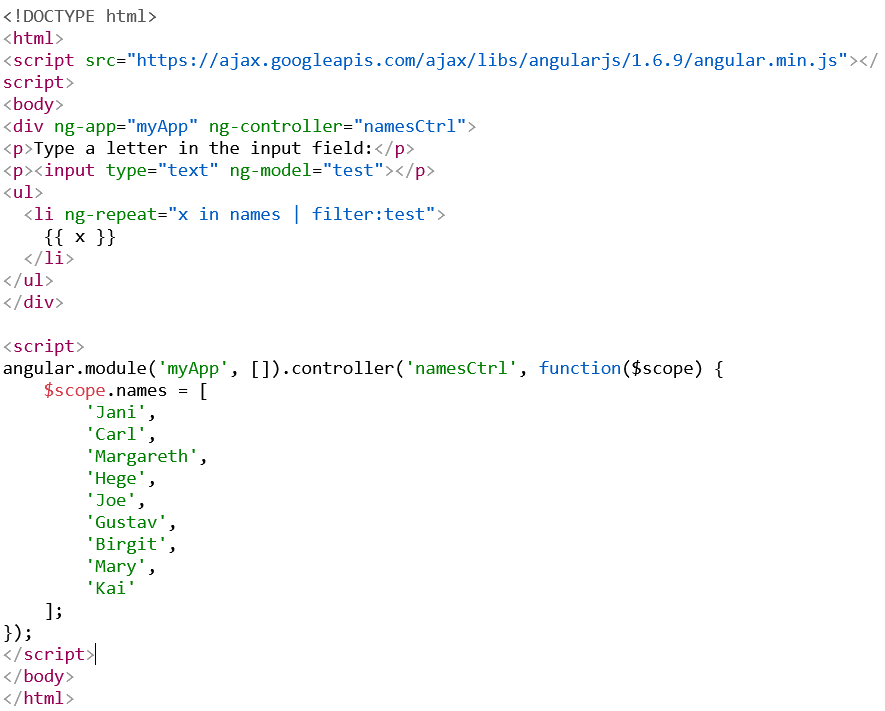 <!DOCTYPE html>
<html>
<script src="https://ajax.googleapis.com/ajax/libs/angularjs/1.6.9/angular.min.js"></
script>
<body>
<div ng-app="myApp" ng-controller="namesCtrl">
<p>Type a letter in the input field:</p>
<p><input type="text" ng-model="test"></p>
<ul>
  <li ng-repeat="x in names | filter:test">
    {{ x }}
  </li>
</ul>
</div>

<script>
angular.module('myApp', []).controller('namesCtrl', function($scope) {
    $scope.names = [
        'Jani',
        'Carl',
        'Margareth',
        'Hege',
        'Joe',
        'Gustav',
        'Birgit',
        'Mary',
        'Kai'
    ];
});
</script>
</body>
</html>